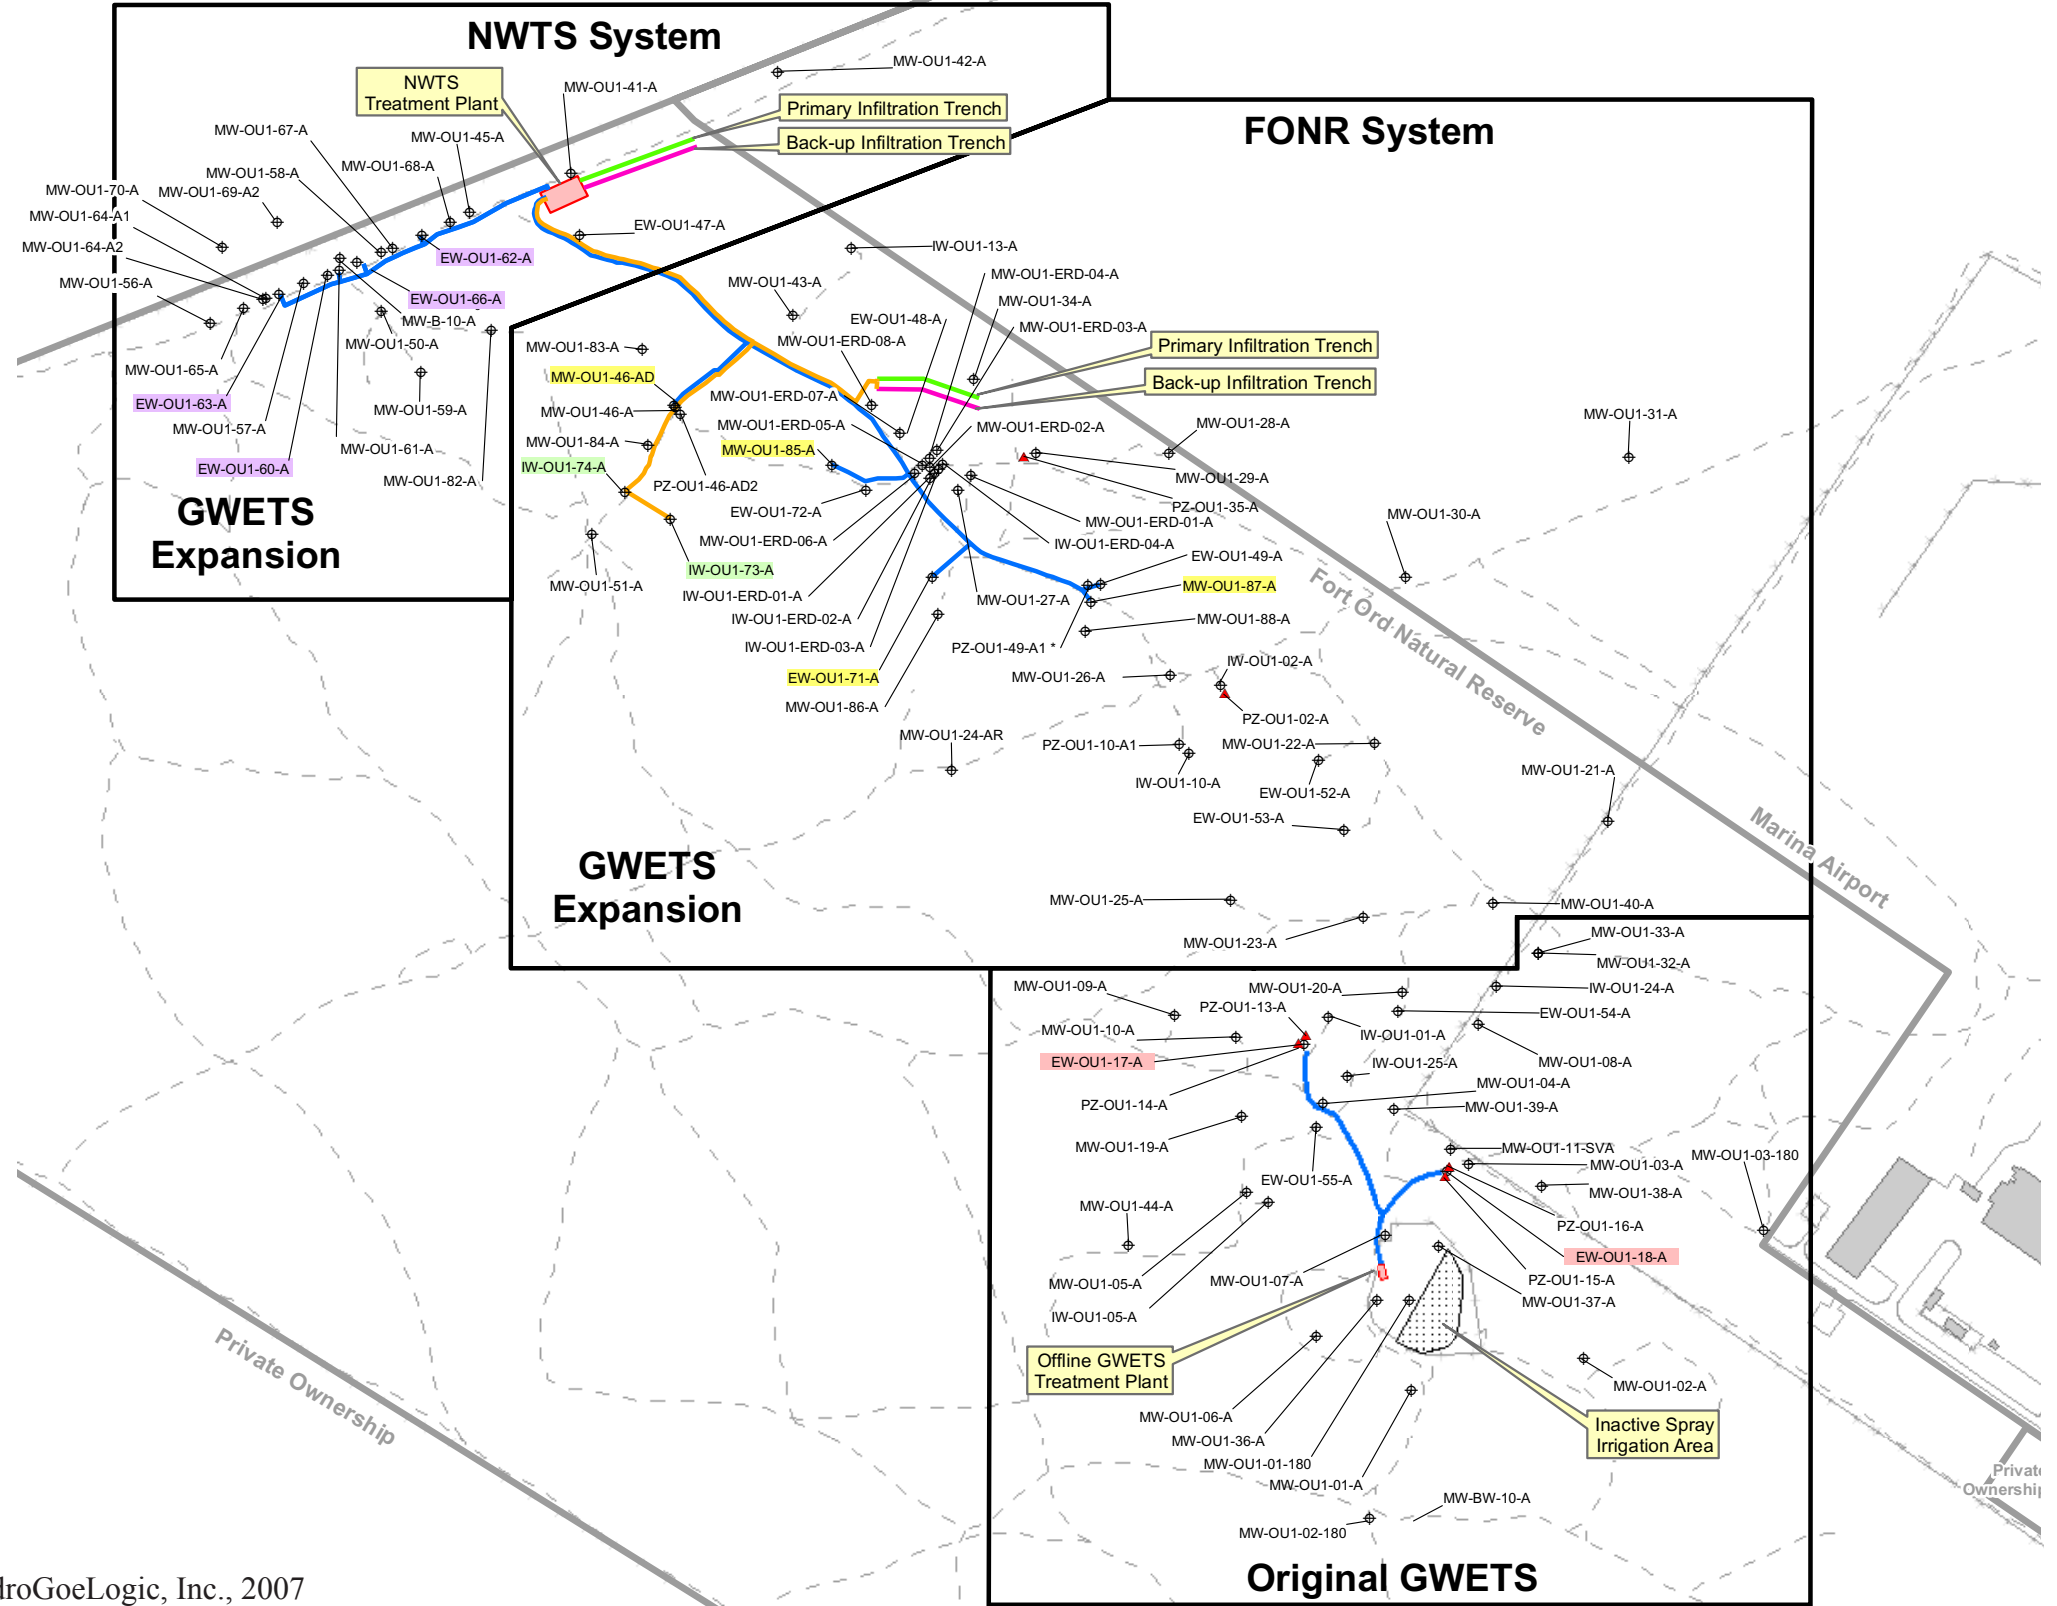 NWTS System
MW-OU1-42-A
NWTS
Treatment Plant
MW-OU1-41-A
Primary Infiltration Trench
Back-up Infiltration Trench
FONR System
MW-OU1-67-A
MW-OU1-45-A
MW-OU1-68-A
MW-OU1-58-A
MW-OU1-70-A
MW-OU1-69-A2
MW-OU1-64-A1
MW-OU1-64-A2
MW-OU1-56-A
EW-OU1-47-A
EW-OU1-62-A
EW-OU1-66-A
MW-B-10-A
MW-OU1-50-A
MW-OU1-65-A
EW-OU1-63-A
MW-OU1-59-A
MW-OU1-57-A
MW-OU1-61-A
EW-OU1-60-A
MW-OU1-82-A
GWETS
Expansion
IW-OU1-13-A
MW-OU1-ERD-04-A
MW-OU1-43-A
MW-OU1-34-A
EW-OU1-48-A
MW-OU1-ERD-03-A
MW-OU1-ERD-08-A
Primary Infiltration Trench
Back-up Infiltration Trench
MW-OU1-83-A
MW-OU1-46-AD
MW-OU1-ERD-07-A
MW-OU1-46-A
MW-OU1-ERD-05-A
MW-OU1-ERD-02-A
MW-OU1-28-A
MW-OU1-31-A
MW-OU1-84-A
MW-OU1-85-A
IW-OU1-74-A
PZ-OU1-46-AD2
MW-OU1-29-A
PZ-OU1-35-A
EW-OU1-72-A
MW-OU1-ERD-01-A
MW-OU1-30-A
MW-OU1-ERD-06-A
IW-OU1-ERD-04-A
EW-OU1-49-A
IW-OU1-73-A
MW-OU1-51-A
MW-OU1-87-A
IW-OU1-ERD-01-A
MW-OU1-27-A
IW-OU1-ERD-02-A
MW-OU1-88-A
IW-OU1-ERD-03-A
PZ-OU1-49-A1 *
Fort Ord Natural Reserve
EW-OU1-71-A
MW-OU1-26-A
IW-OU1-02-A
MW-OU1-86-A
PZ-OU1-02-A
MW-OU1-24-AR
PZ-OU1-10-A1
MW-OU1-22-A
IW-OU1-10-A
EW-OU1-52-A
MW-OU1-21-A
EW-OU1-53-A
Marina Airport
GWETS
Expansion
MW-OU1-25-A
MW-OU1-40-A
MW-OU1-23-A
MW-OU1-33-A
MW-OU1-32-A
MW-OU1-09-A
MW-OU1-20-A
IW-OU1-24-A
PZ-OU1-13-A
EW-OU1-54-A
MW-OU1-10-A
IW-OU1-01-A
EW-OU1-17-A
IW-OU1-25-A
MW-OU1-08-A
MW-OU1-04-A
PZ-OU1-14-A
MW-OU1-39-A
MW-OU1-19-A
MW-OU1-11-SVA
MW-OU1-03-180
MW-OU1-03-A
EW-OU1-55-A
MW-OU1-38-A
MW-OU1-44-A
PZ-OU1-16-A
EW-OU1-18-A
MW-OU1-05-A
MW-OU1-07-A
PZ-OU1-15-A
MW-OU1-37-A
IW-OU1-05-A
Offline GWETS
Treatment Plant
MW-OU1-02-A
MW-OU1-06-A
Inactive Spray
Irrigation Area
MW-OU1-36-A
MW-OU1-01-180
MW-OU1-01-A
MW-BW-10-A
MW-OU1-02-180
Private Ownership
Private
Ownership
Original GWETS
droGoeLogic, Inc., 2007